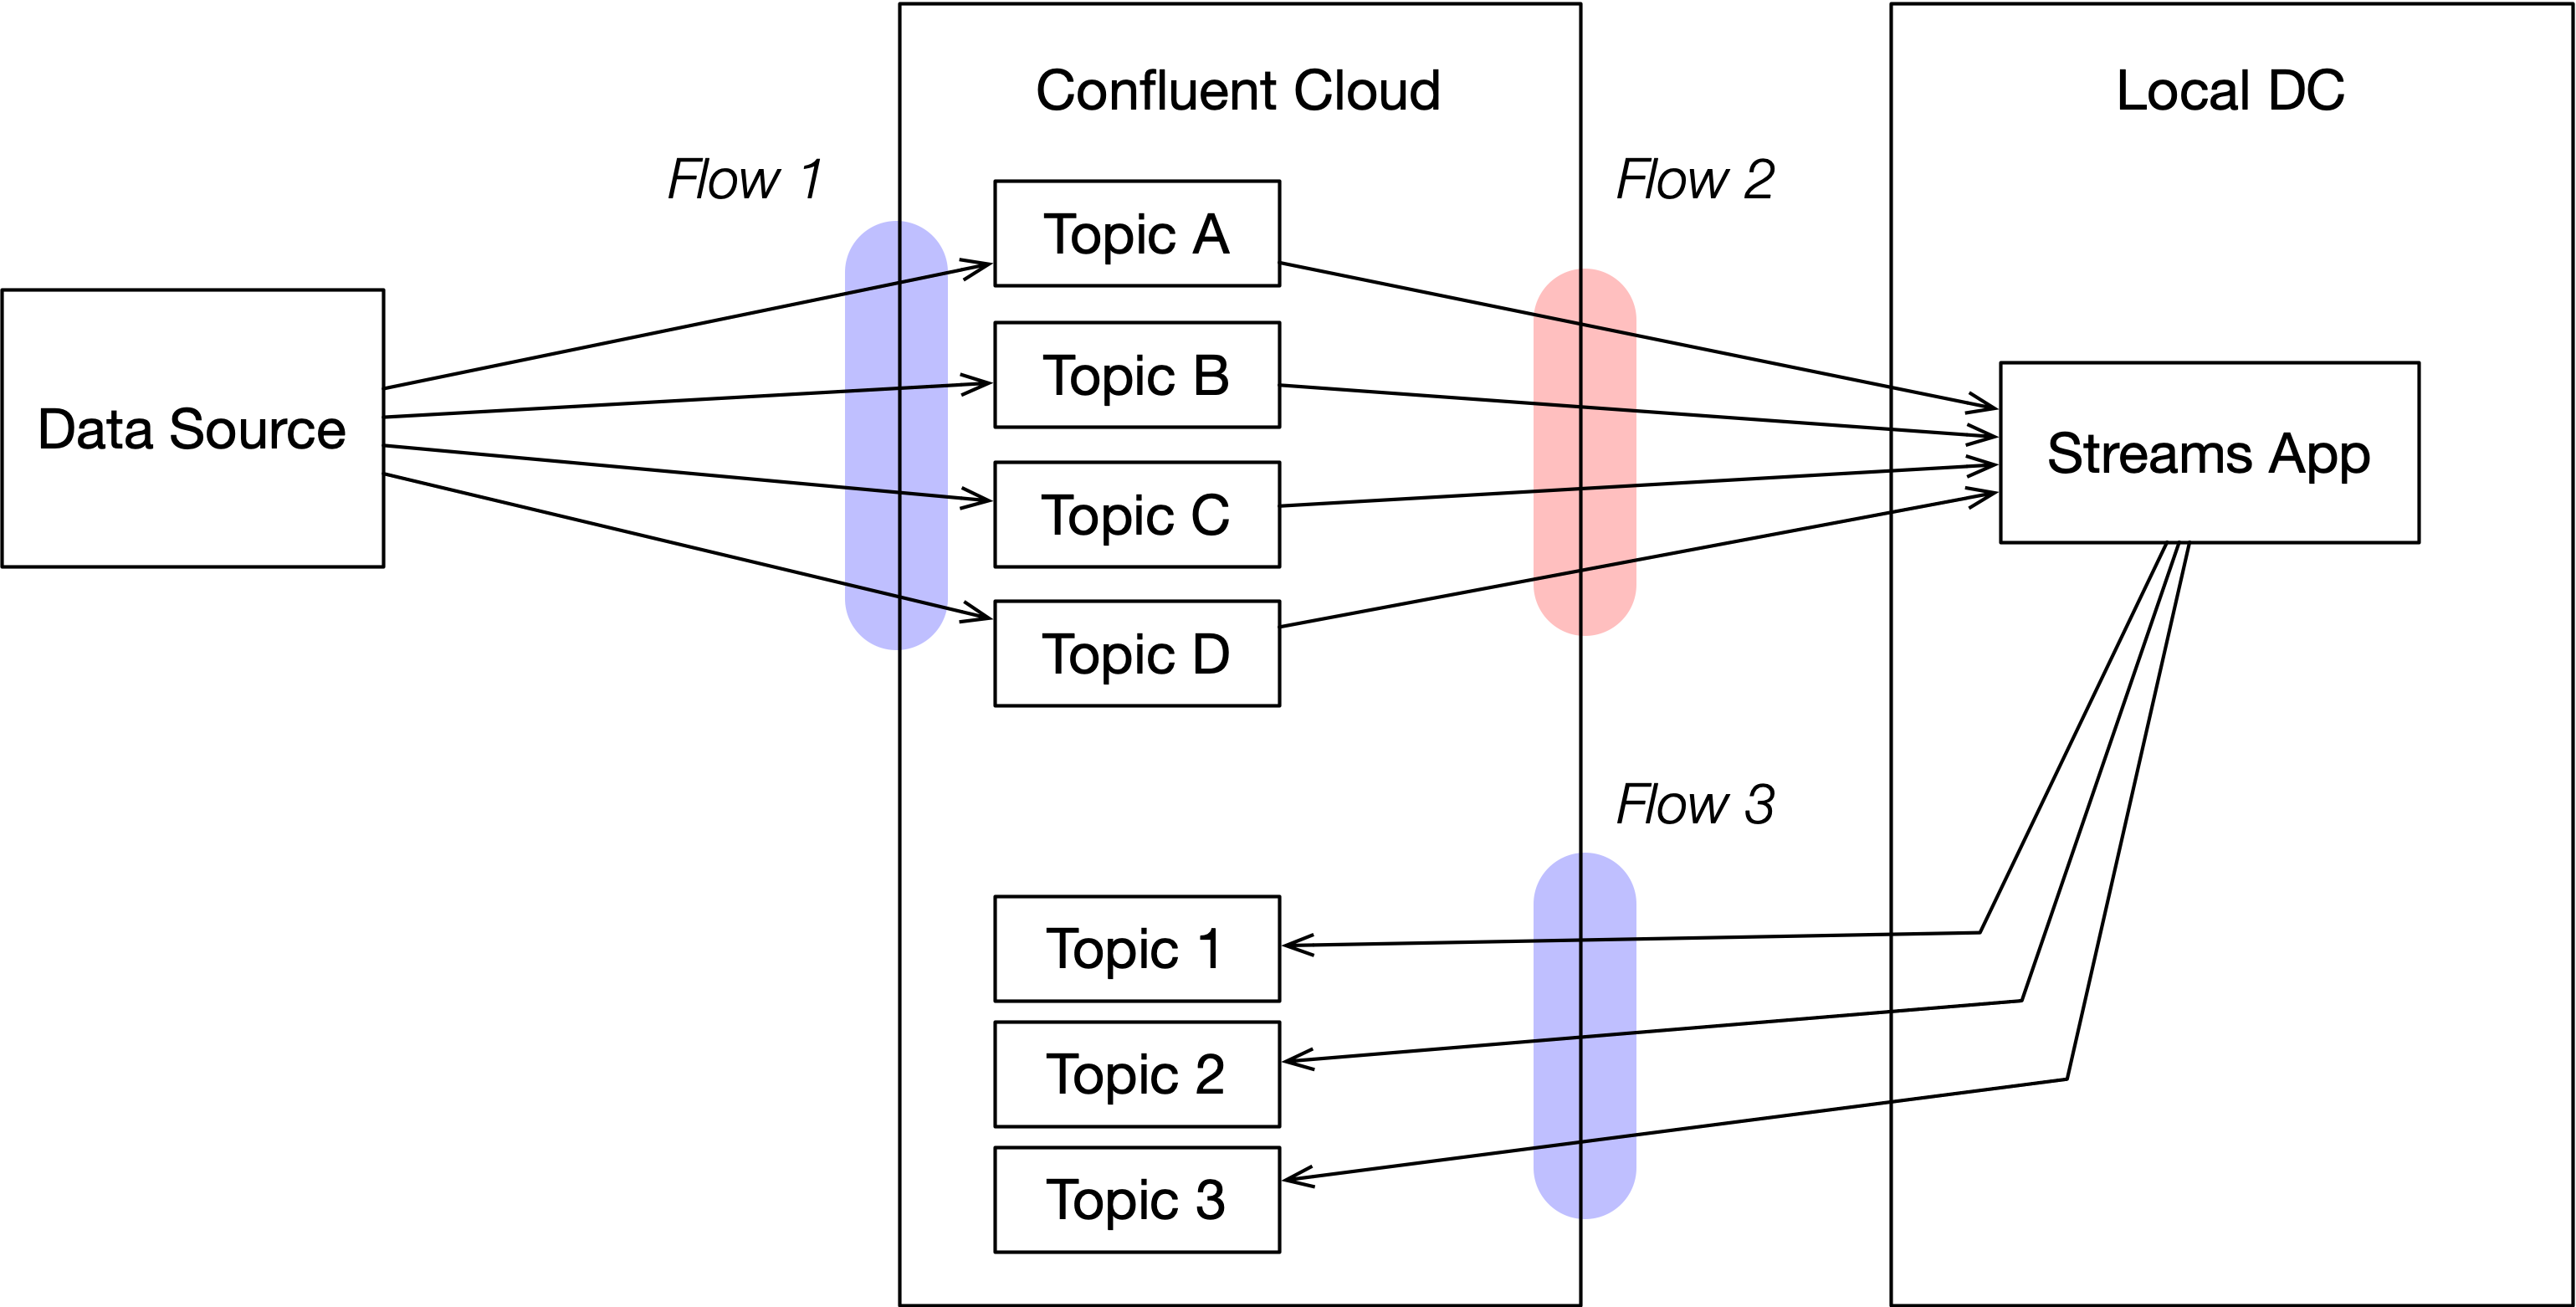 Confluent Cloud
Local DC
Flow 1
Flow 2
Topic A
Topic B
Data Source
Streams App
Topic C
Topic D
Flow 3
Topic 1
Topic 2
Topic 3